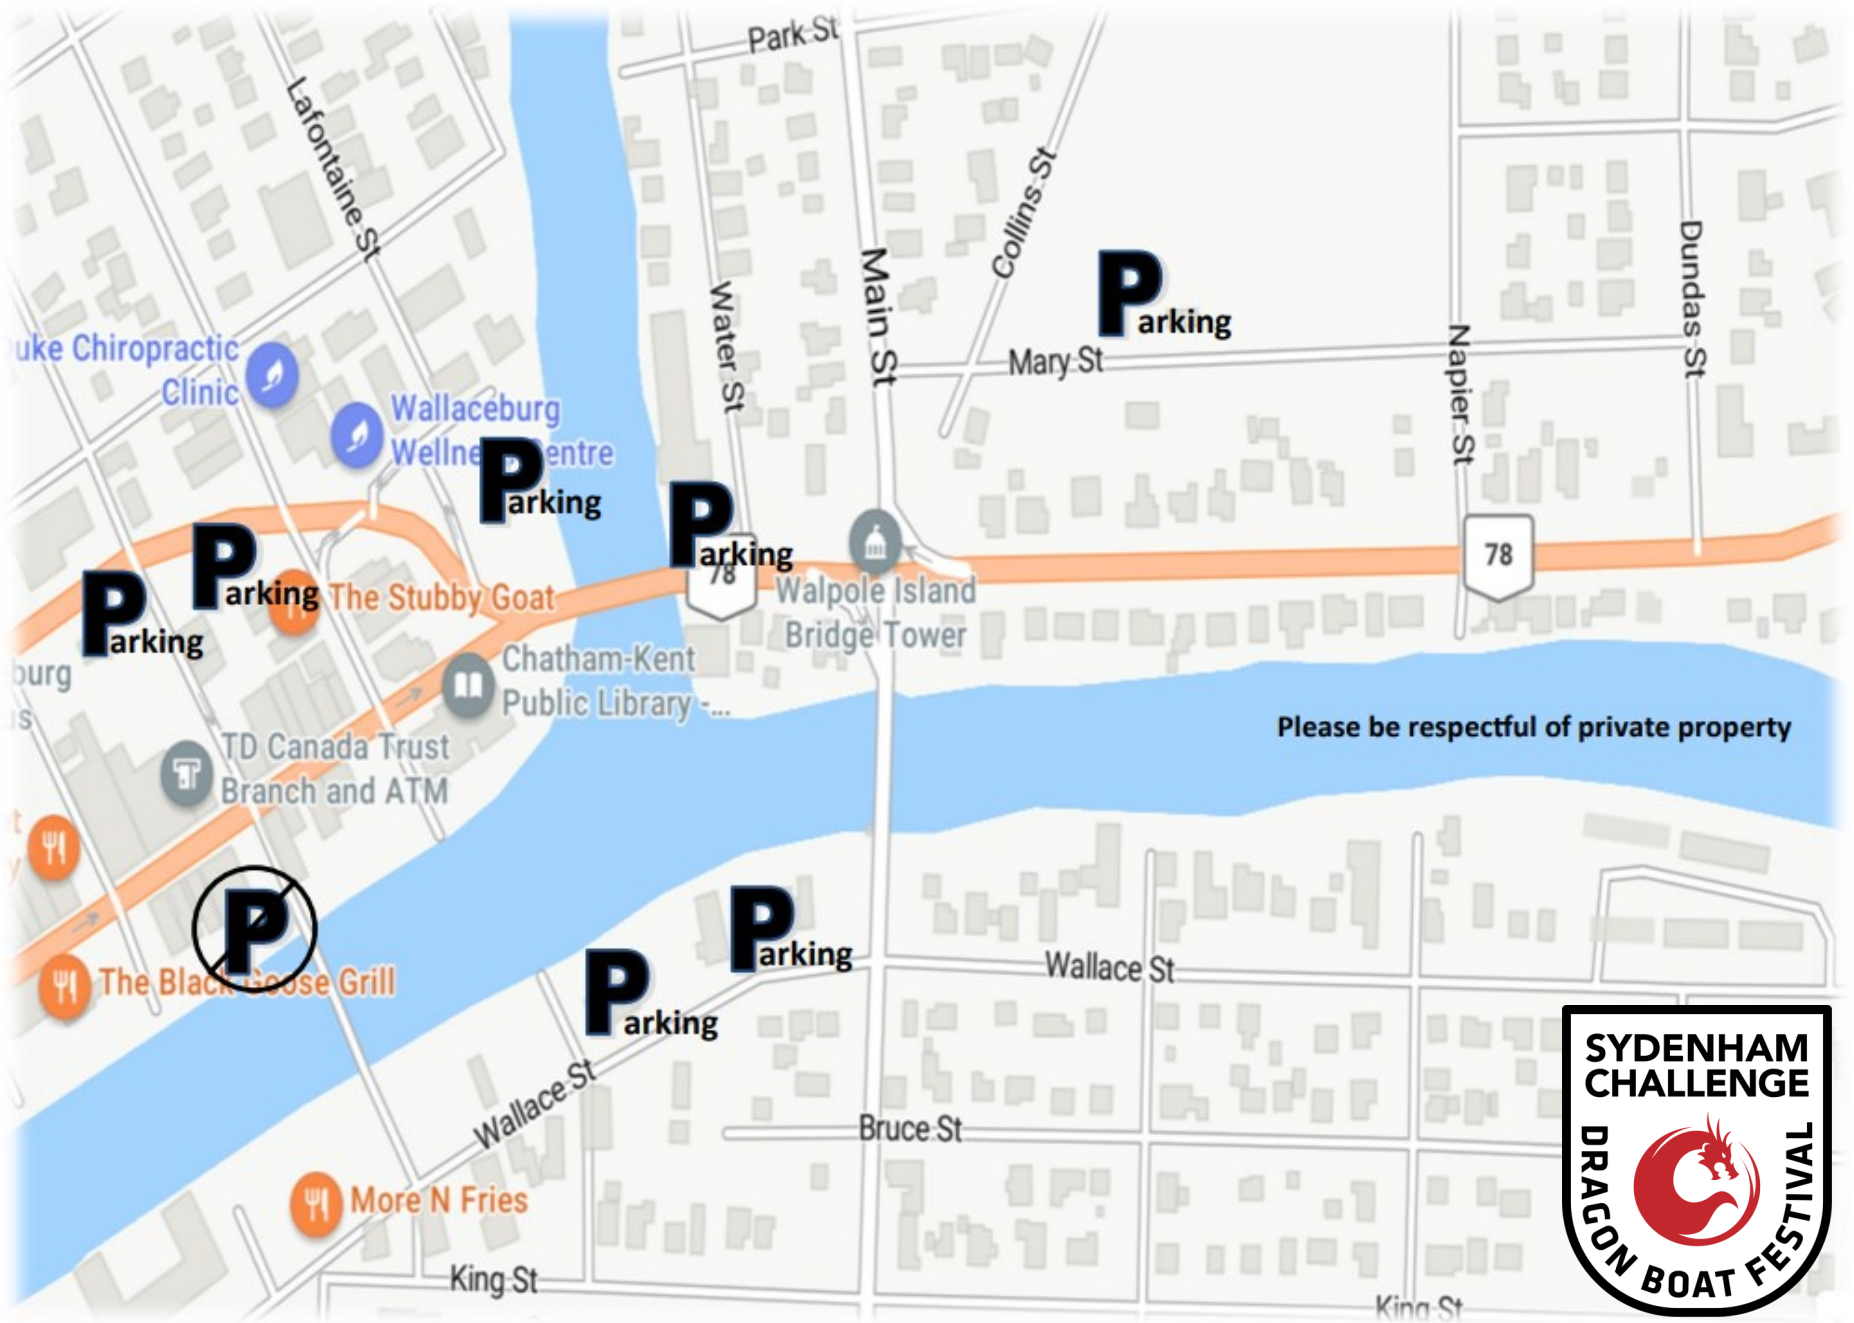 Park St
Lafontaine St
Collins St
Main St
Water St
Dundas St
Napier St
Parking
Mary St
uke Chiropractic
Clinic
Wallaceburg
Wellne entre
Parking
Parking
78
Parking
Parking
The Stubby Goat
78
Walpole Island
Bridge Tower
burg
us
Chatham-Kent
Public Library -...
Please be respectful of private property
TD Canada Trust
Branch and ATM
t
y
P
The Black Goose Grill
Parking
Parking
Wallace St
Wallace St
Bruce St
More N Fries
King St
King St
SYDENHAM
CHALLENGE
DRAGON BOAT FESTIVAL